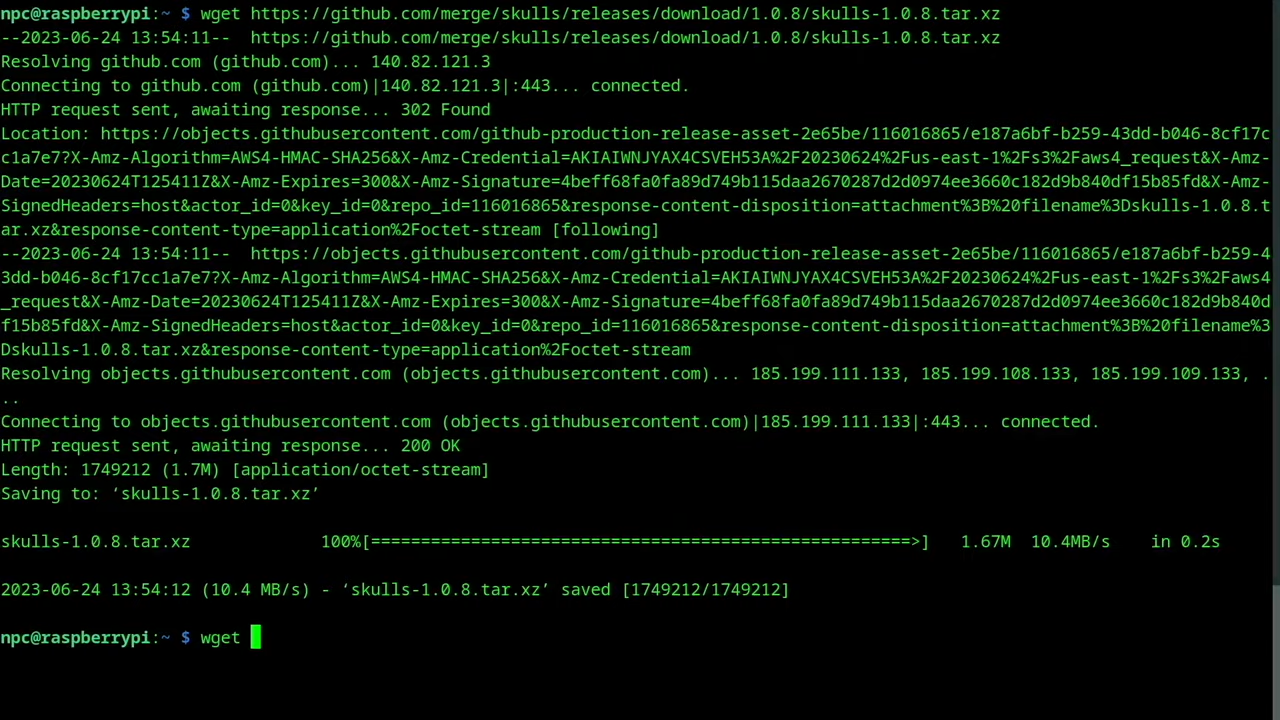 npc@raspberrypi:~ $ wget https://github.com/merge/skulls/releases/download/1.0.8/skulls-1.0.8.tar.xz
--2023-06-24 13:54:11--  https://github.com/merge/skulls/releases/download/1.0.8/skulls-1.0.8.tar.xz
Resolving github.com (github.com)... 140.82.121.3
Connecting to github.com (github.com)|140.82.121.3|:443... connected.
HTTP request sent, awaiting response... 302 Found
Location: https://objects.githubusercontent.com/github-production-release-asset-2e65be/116016865/e187a6bf-b259-43dd-b046-8cf17c
c1a7e7?X-Amz-Algorithm=AWS4-HMAC-SHA256&X-Amz-Credential=AKIAIWNJYAX4CSVEH53A%2F20230624%2Fus-east-1%2Fs3%2Faws4_request&X-Amz-
Date=20230624T125411Z&X-Amz-Expires=300&X-Amz-Signature=4beff68fa0fa89d749b115daa2670287d2d0974ee3660c182d9b840df15b85fd&X-Amz-
SignedHeaders=host&actor_id=0&key_id=0&repo_id=116016865&response-content-disposition=attachment%3B%20filename%3Dskulls-1.0.8.t
ar.xz&response-content-type=application%2Foctet-stream [following]
--2023-06-24 13:54:11--  https://objects.githubusercontent.com/github-production-release-asset-2e65be/116016865/e187a6bf-b259-4
3dd-b046-8cf17cc1a7e7?X-Amz-Algorithm=AWS4-HMAC-SHA256&X-Amz-Credential=AKIAIWNJYAX4CSVEH53A%2F20230624%2Fus-east-1%2Fs3%2Faws4
_request&X-Amz-Date=20230624T125411Z&X-Amz-Expires=300&X-Amz-Signature=4beff68fa0fa89d749b115daa2670287d2d0974ee3660c182d9b840d
f15b85fd&X-Amz-SignedHeaders=host&actor_id=0&key_id=0&repo_id=116016865&response-content-disposition=attachment%3B%20filename%3
Dskulls-1.0.8.tar.xz&response-content-type=application%2Foctet-stream
Resolving objects.githubusercontent.com (objects.githubusercontent.com)... 185.199.111.133, 185.199.108.133, 185.199.109.133, .
..
Connecting to objects.githubusercontent.com (objects.githubusercontent.com)|185.199.111.133|:443... connected.
HTTP request sent, awaiting response... 200 OK
Length: 1749212 (1.7M) [application/octet-stream]
Saving to: ‘skulls-1.0.8.tar.xz’
skulls-1.0.8.tar.xz             100%[======================================================>]   1.67M  10.4MB/s    in 0.2s
2023-06-24 13:54:12 (10.4 MB/s) - ‘skulls-1.0.8.tar.xz’ saved [1749212/1749212]
npc@raspberrypi:~ $ wget